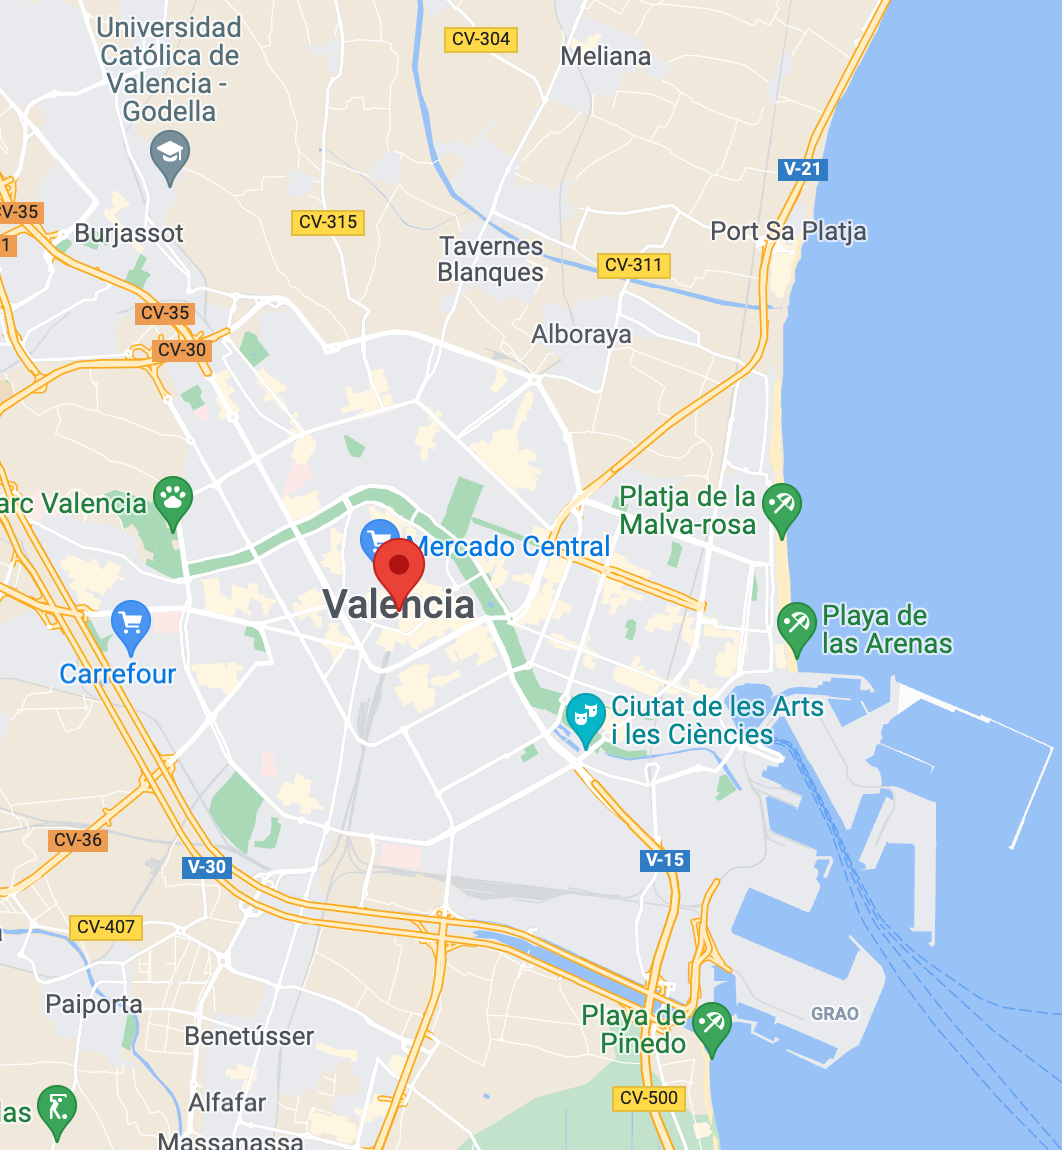 Universidad
Católica de
Valencia -
Godella
CV-304
Meliana
V-21
CV-35
1
Burjassot
CV-315
Tavernes
Blanques
CV-311
Port Sa Platja
CV-35
CV-30
Alboraya
arc Valencia
Platja de la
Malva-rosa
Mercado Central
Valencia
Carrefour
Playa de
las Arenas
Ciutat de les Arts
i les Ciències
CV-36
V-30
V-15
CV-407
a
Paiporta
Benetússer
Playa de
Pinedo
GRAO
Alfafar
CV-500
las
Massanassa